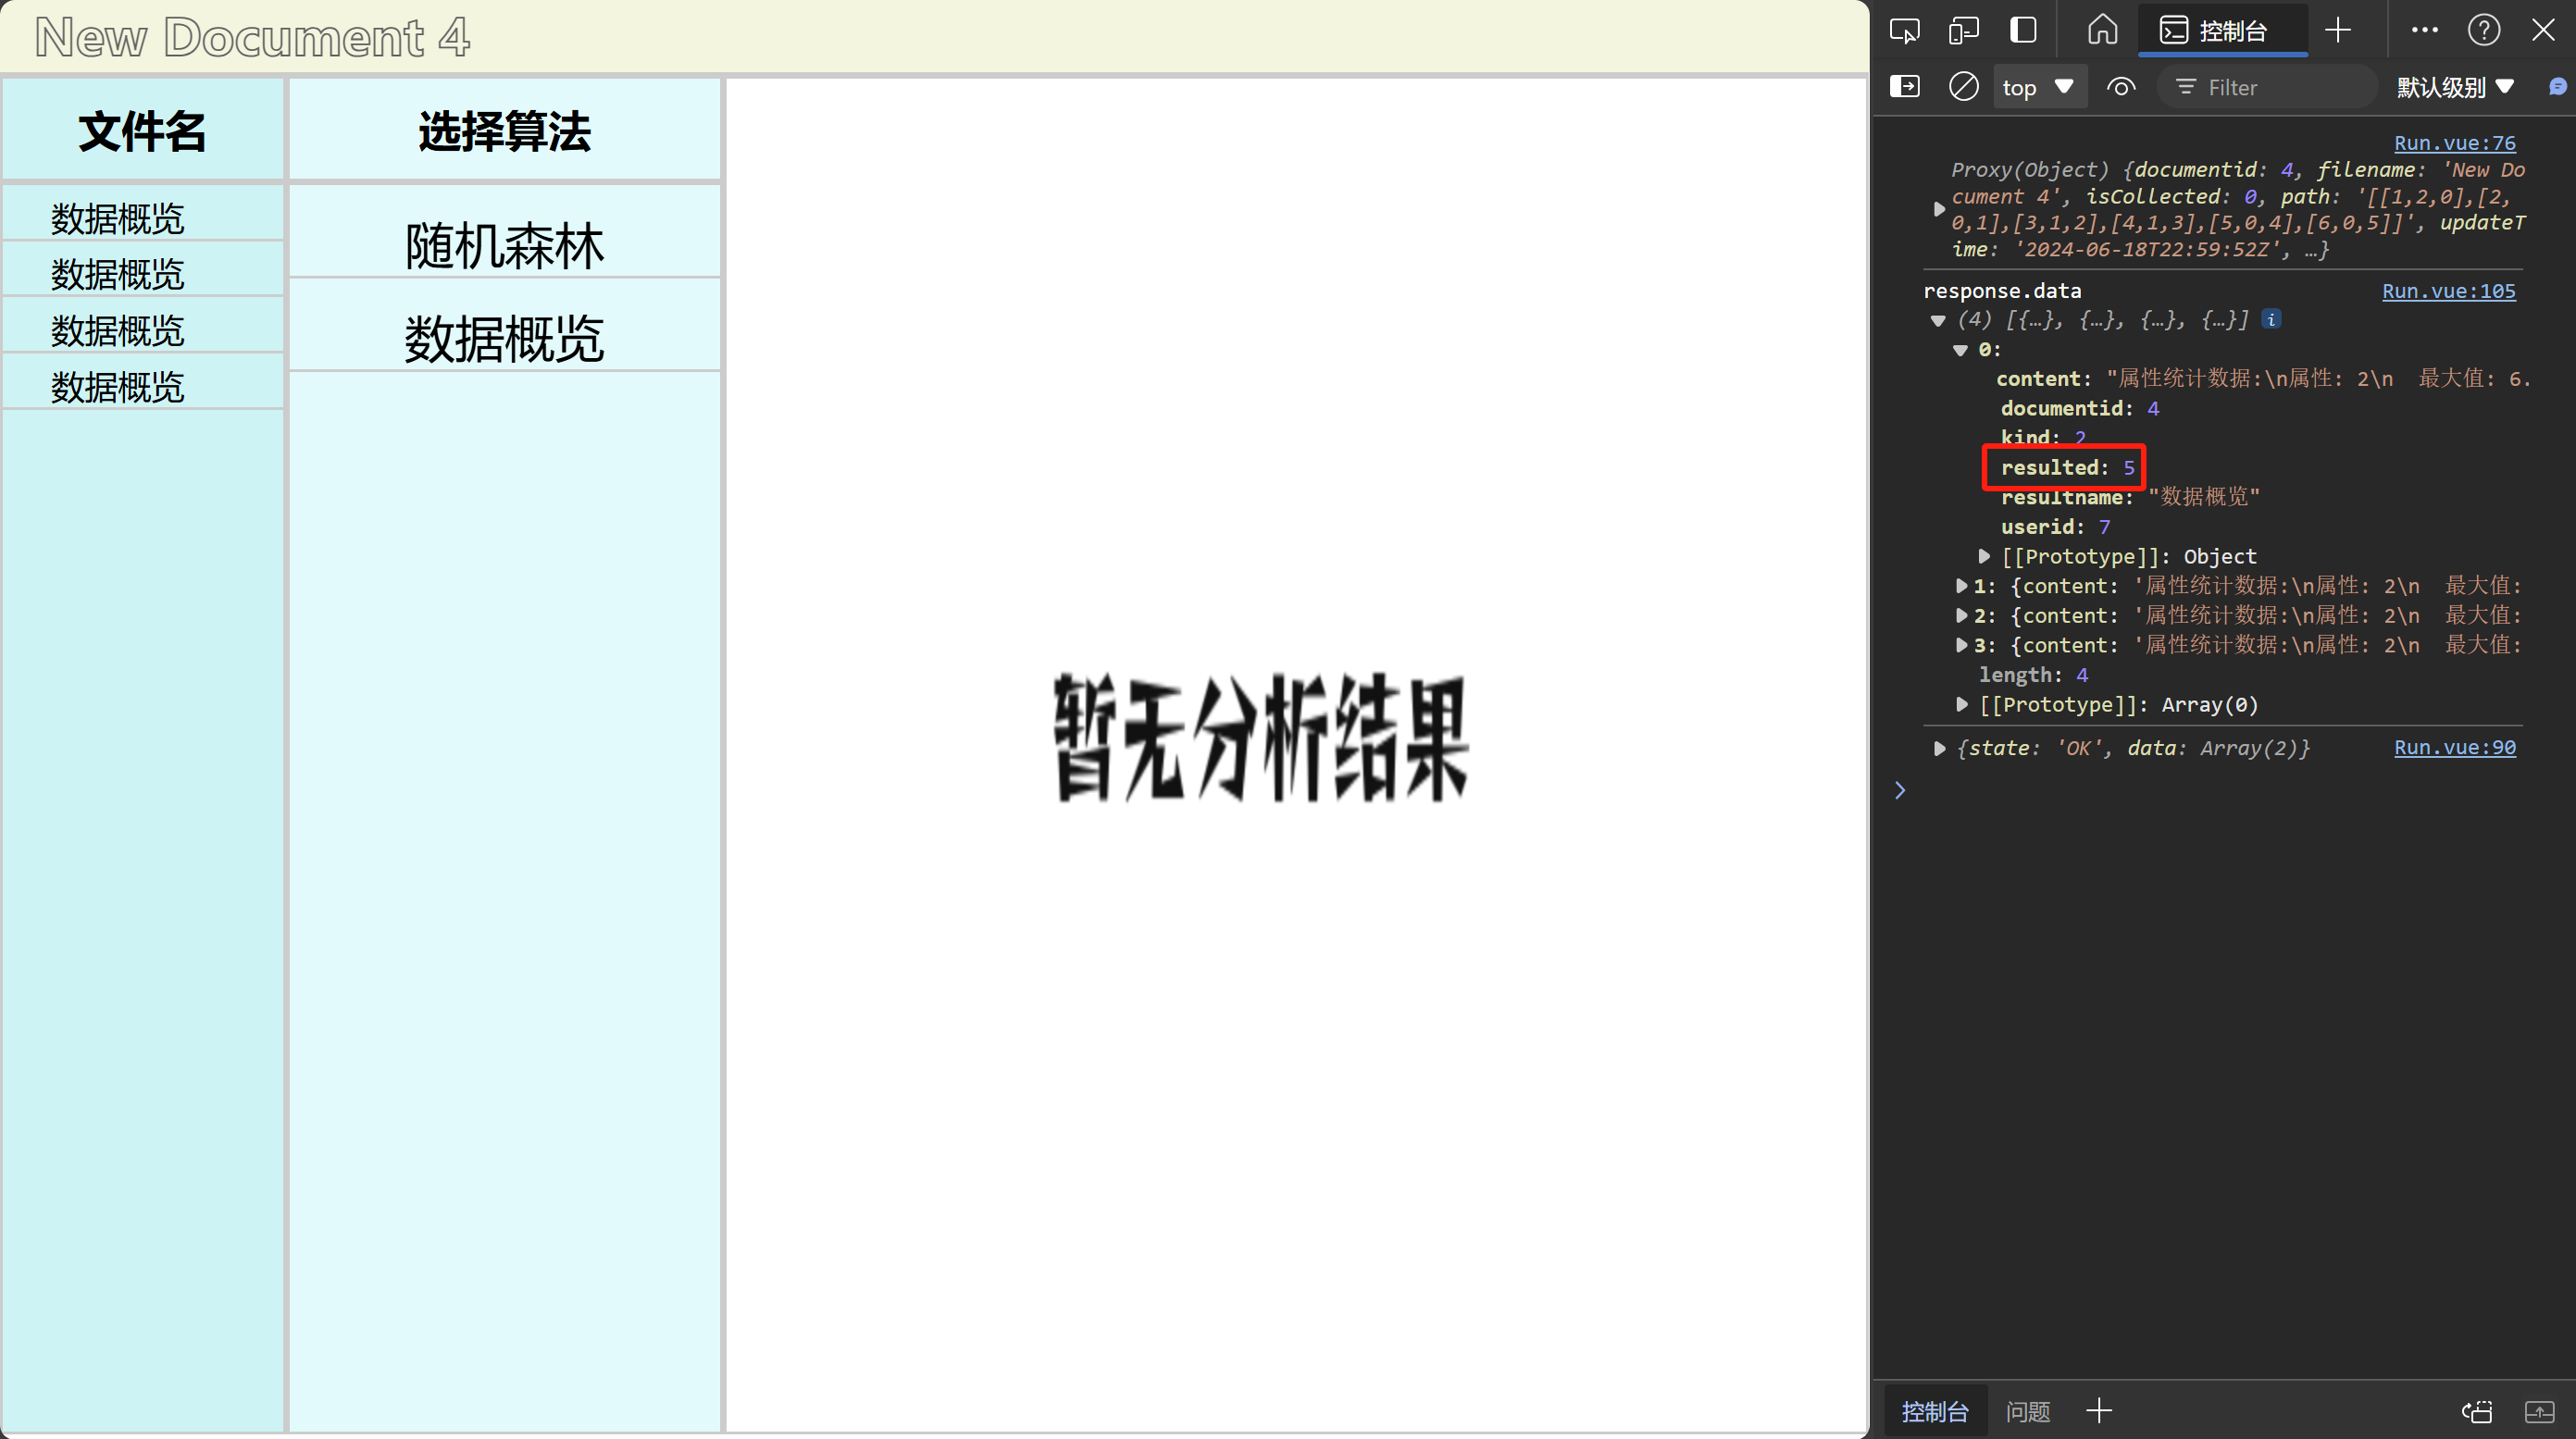 New Document 4
文件名
数据概览
数据概览
数据概览
数据概览
选择算法
随机森林
数据概览
暂无分析结果
控制台
top
Filter
默认级别
Run.vue:76
Proxy(Object) {documentid: 4, filename: 'New Do
cument 4', isCollected: 0, path: '[[1,2,0],[2,
0,1],[3,1,2],[4,1,3],[5,0,4],[6,0,5]]', updateT
ime: '2024-06-18T22:59:52Z', …}
response.data Run.vue:105
(4) [{…}, {…}, {…}, {…}] i
0:
content: "属性统计数据:\n属性: 2\n  最大值: 6.
documentid: 4
kind: 2
resulted: 5
resultname: "数据概览"
userid: 7
[[Prototype]]: Object
1: {content: '属性统计数据:\n属性: 2\n  最大值:
2: {content: '属性统计数据:\n属性: 2\n  最大值:
3: {content: '属性统计数据:\n属性: 2\n  最大值:
length: 4
[[Prototype]]: Array(0)
{state: 'OK', data: Array(2)} Run.vue:90
控制台 问题